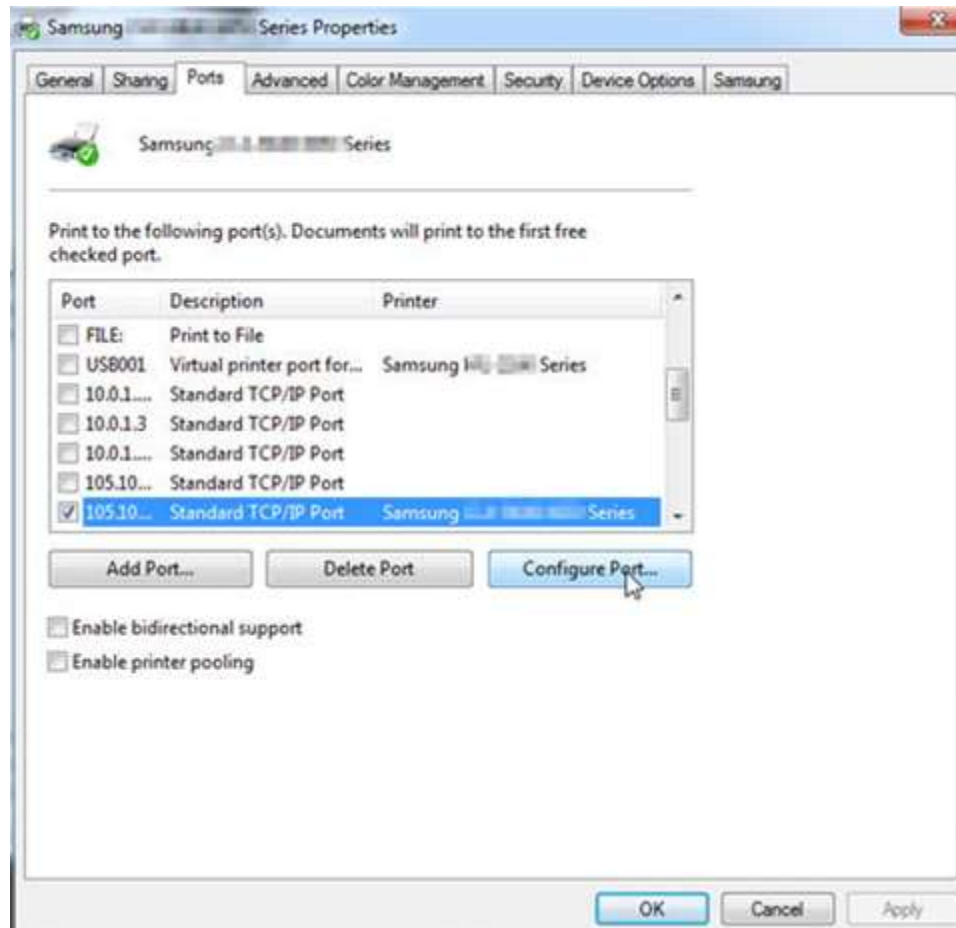 Samsung Series Properties
General Sharing Ports Advanced Color Management Security Device Options Samsung
Samsung Series
Print to the following port(s). Documents will print to the first free
checked port.
Port Description Printer
FILE: Print to File
USB001 Virtual printer port for... Samsung Series
10.0.1.... Standard TCP/IP Port
10.0.1.3 Standard TCP/IP Port
10.0.1.... Standard TCP/IP Port
105.10... Standard TCP/IP Port
105.10... Standard TCP/IP Port Samsung Series
Add Port... Delete Port Configure Port...
Enable bidirectional support
Enable printer pooling
OK Cancel Apply